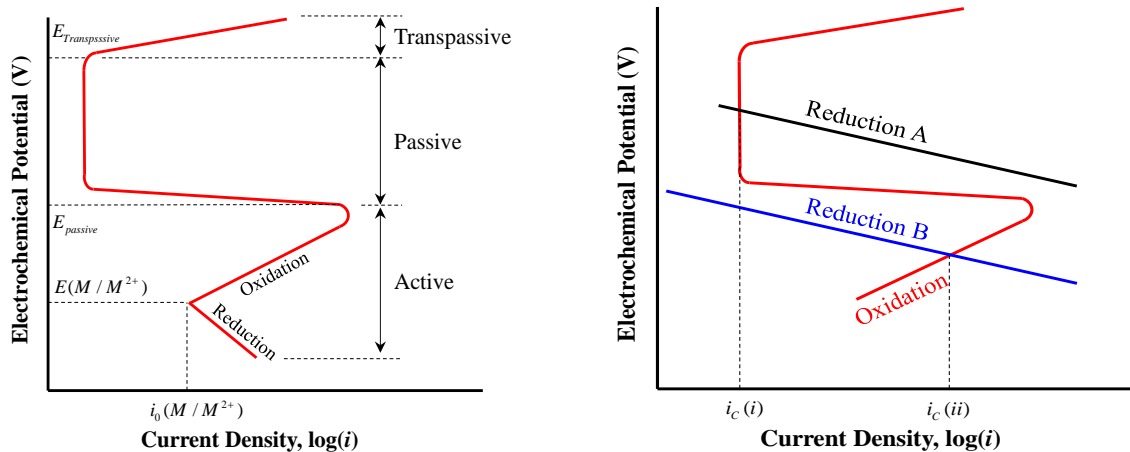 Electrochemical Potential (V)
E_Transpsssive
Transpassive
Passive
E_passive
Oxidation
E(M / M^2+)
Active
Reduction
i_0 (M / M^2+)
Current Density, log(i)
Electrochemical Potential (V)
Reduction A
Reduction B
Oxidation
i_C (i)
i_C (ii)
Current Density, log(i)